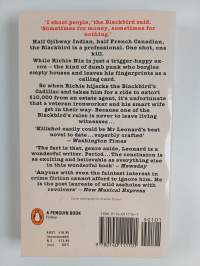 "I shoot people," the Blackbird said.
'Sometimes for money, sometimes for
nothing.'
Half Ojibway Indian, half French Canadian,
the Blackbird is a professional. One shot, one
kill.
While Richie Nix is just a trigger-happy ex-
con – the kind of dumb punk who burgles
empty houses and leaves his fingerprints as a
calling card.
So when Richie hijacks the Blackbird's
Cadillac and takes him for a ride to extort
$10,000 from an estate agent, it's unfortunate
that a veteran ironworker and his smart wife
get in their way. Because one of the
Blackbird's rules is never to leave living
witnesses...
'Killshot easily could be Mr Leonard's
best novel to date ... superbly crafted'
– Washington Times
'The fact is that, genre aside, Leonard is a
wonderful writer. Period... The conclusion is
as exciting and believable as everything else
in this wonderful book' – Newsday
'Anyone with even the faintest interest in
crime fiction cannot afford to ignore him. He
is the poet laureate of wild assholes with
revolvers' – New Musical Express
A PENGUIN BOOK
Fiction
90101